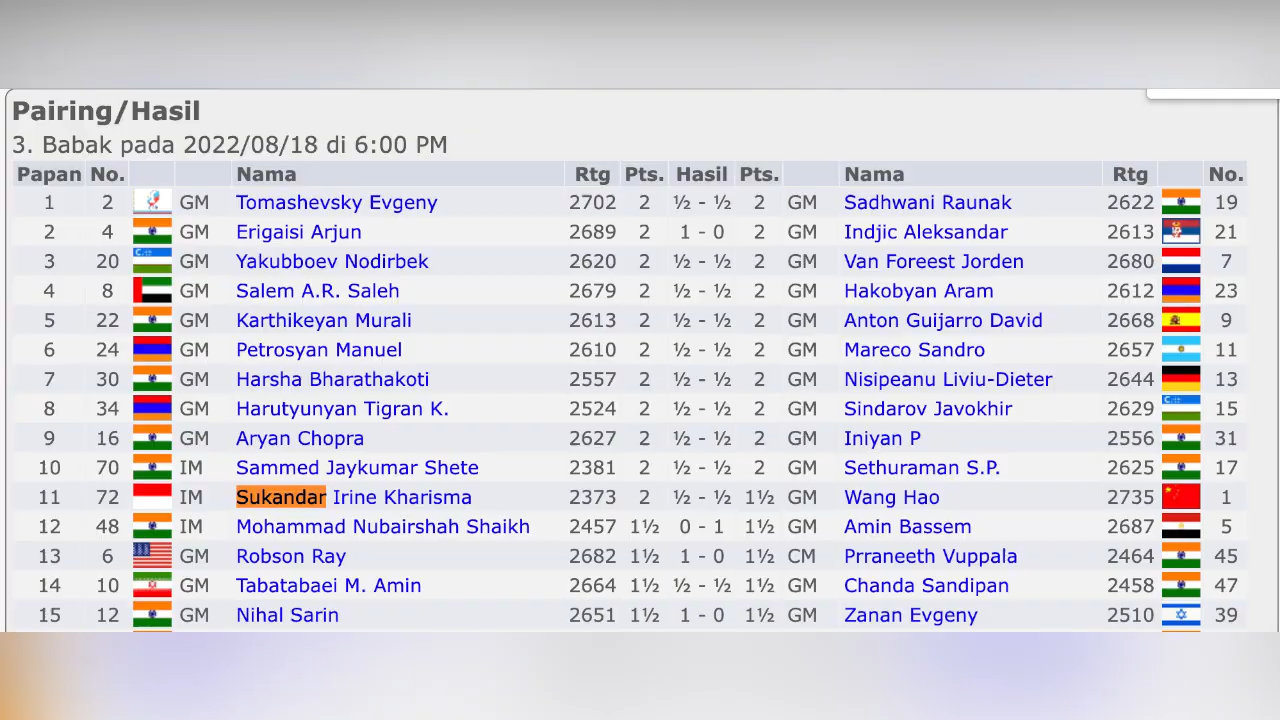 Pairing/Hasil
3. Babak pada 2022/08/18 di 6:00 PM
Papan No. Nama Rtg Pts. Hasil Pts. Nama Rtg No.
1 2 GM Tomashevsky Evgeny 2702 2 ½ - ½ 2 GM Sadhwani Raunak 2622 19
2 4 GM Erigaisi Arjun 2689 2 1 - 0 2 GM Indjic Aleksandar 2613 21
3 20 GM Yakubboev Nodirbek 2620 2 ½ - ½ 2 GM Van Foreest Jorden 2680 7
4 8 GM Salem A.R. Saleh 2679 2 ½ - ½ 2 GM Hakobyan Aram 2612 23
5 22 GM Karthikeyan Murali 2613 2 ½ - ½ 2 GM Anton Guijarro David 2668 9
6 24 GM Petrosyan Manuel 2610 2 ½ - ½ 2 GM Mareco Sandro 2657 11
7 30 GM Harsha Bharathakoti 2557 2 ½ - ½ 2 GM Nisipeanu Liviu-Dieter 2644 13
8 34 GM Harutyunyan Tigran K. 2524 2 ½ - ½ 2 GM Sindarov Javokhir 2629 15
9 16 GM Aryan Chopra 2627 2 ½ - ½ 2 GM Iniyan P 2556 31
10 70 IM Sammed Jaykumar Shete 2381 2 ½ - ½ 2 GM Sethuraman S.P. 2625 17
11 72 IM Sukandar Irine Kharisma 2373 2 ½ - ½ 1½ GM Wang Hao 2735 1
12 48 IM Mohammad Nubairshah Shaikh 2457 1½ 0 - 1 1½ GM Amin Bassem 2687 5
13 6 GM Robson Ray 2682 1½ 1 - 0 1½ CM Prraneeth Vuppala 2464 45
14 10 GM Tabatabaei M. Amin 2664 1½ ½ - ½ 1½ GM Chanda Sandipan 2458 47
15 12 GM Nihal Sarin 2651 1½ 1 - 0 1½ GM Zanan Evgeny 2510 39